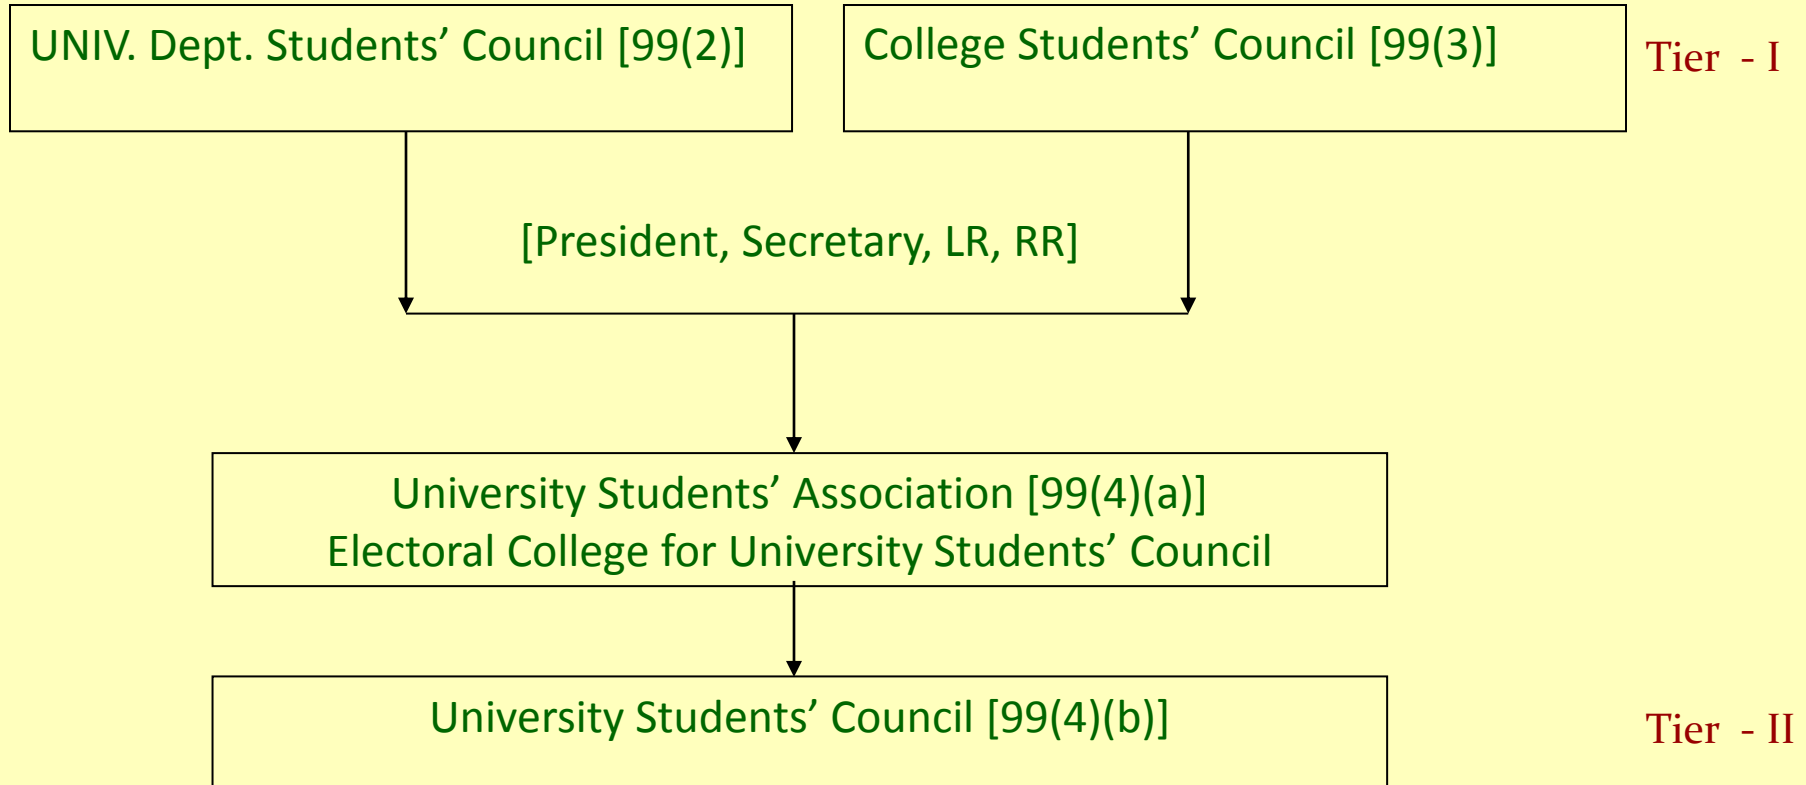 UNIV. Dept. Students’ Council [99(2)]
College Students’ Council [99(3)]
Tier - I
[President, Secretary, LR, RR]
University Students’ Association [99(4)(a)]
Electoral College for University Students’ Council
University Students’ Council [99(4)(b)]
Tier - II